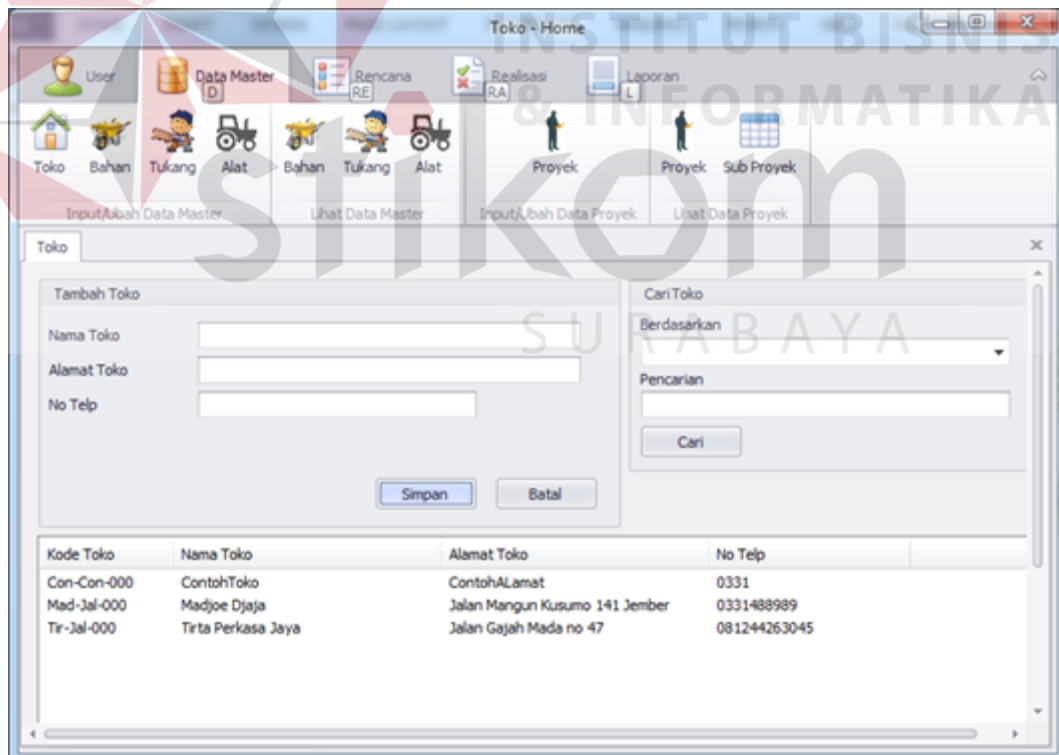 Toko - Home
INSTITUT BISNIS
& INFORMATIKA
stikom
SURABAYA
User
Data Master
D
Rencana
RE
Realisasi
RA
Laporan
L
Toko Bahan Tukang Alat Bahan Tukang Alat Proyek Proyek Sub Proyek
Input/Ubah Data Master Lihat Data Master Input/Ubah Data Proyek Lihat Data Proyek
Toko
Tambah Toko
Nama Toko
Alamat Toko
No Telp
Simpan Batal
Cari Toko
Berdasarkan
Pencarian
Cari
Kode Toko Nama Toko Alamat Toko No Telp
Con-Con-000 ContohToko ContohALamat 0331
Mad-Jal-000 Madjoe Djaja Jalan Mangun Kusumo 141 Jember 0331488989
Tir-Jal-000 Tirta Perkasa Jaya Jalan Gajah Mada no 47 081244263045